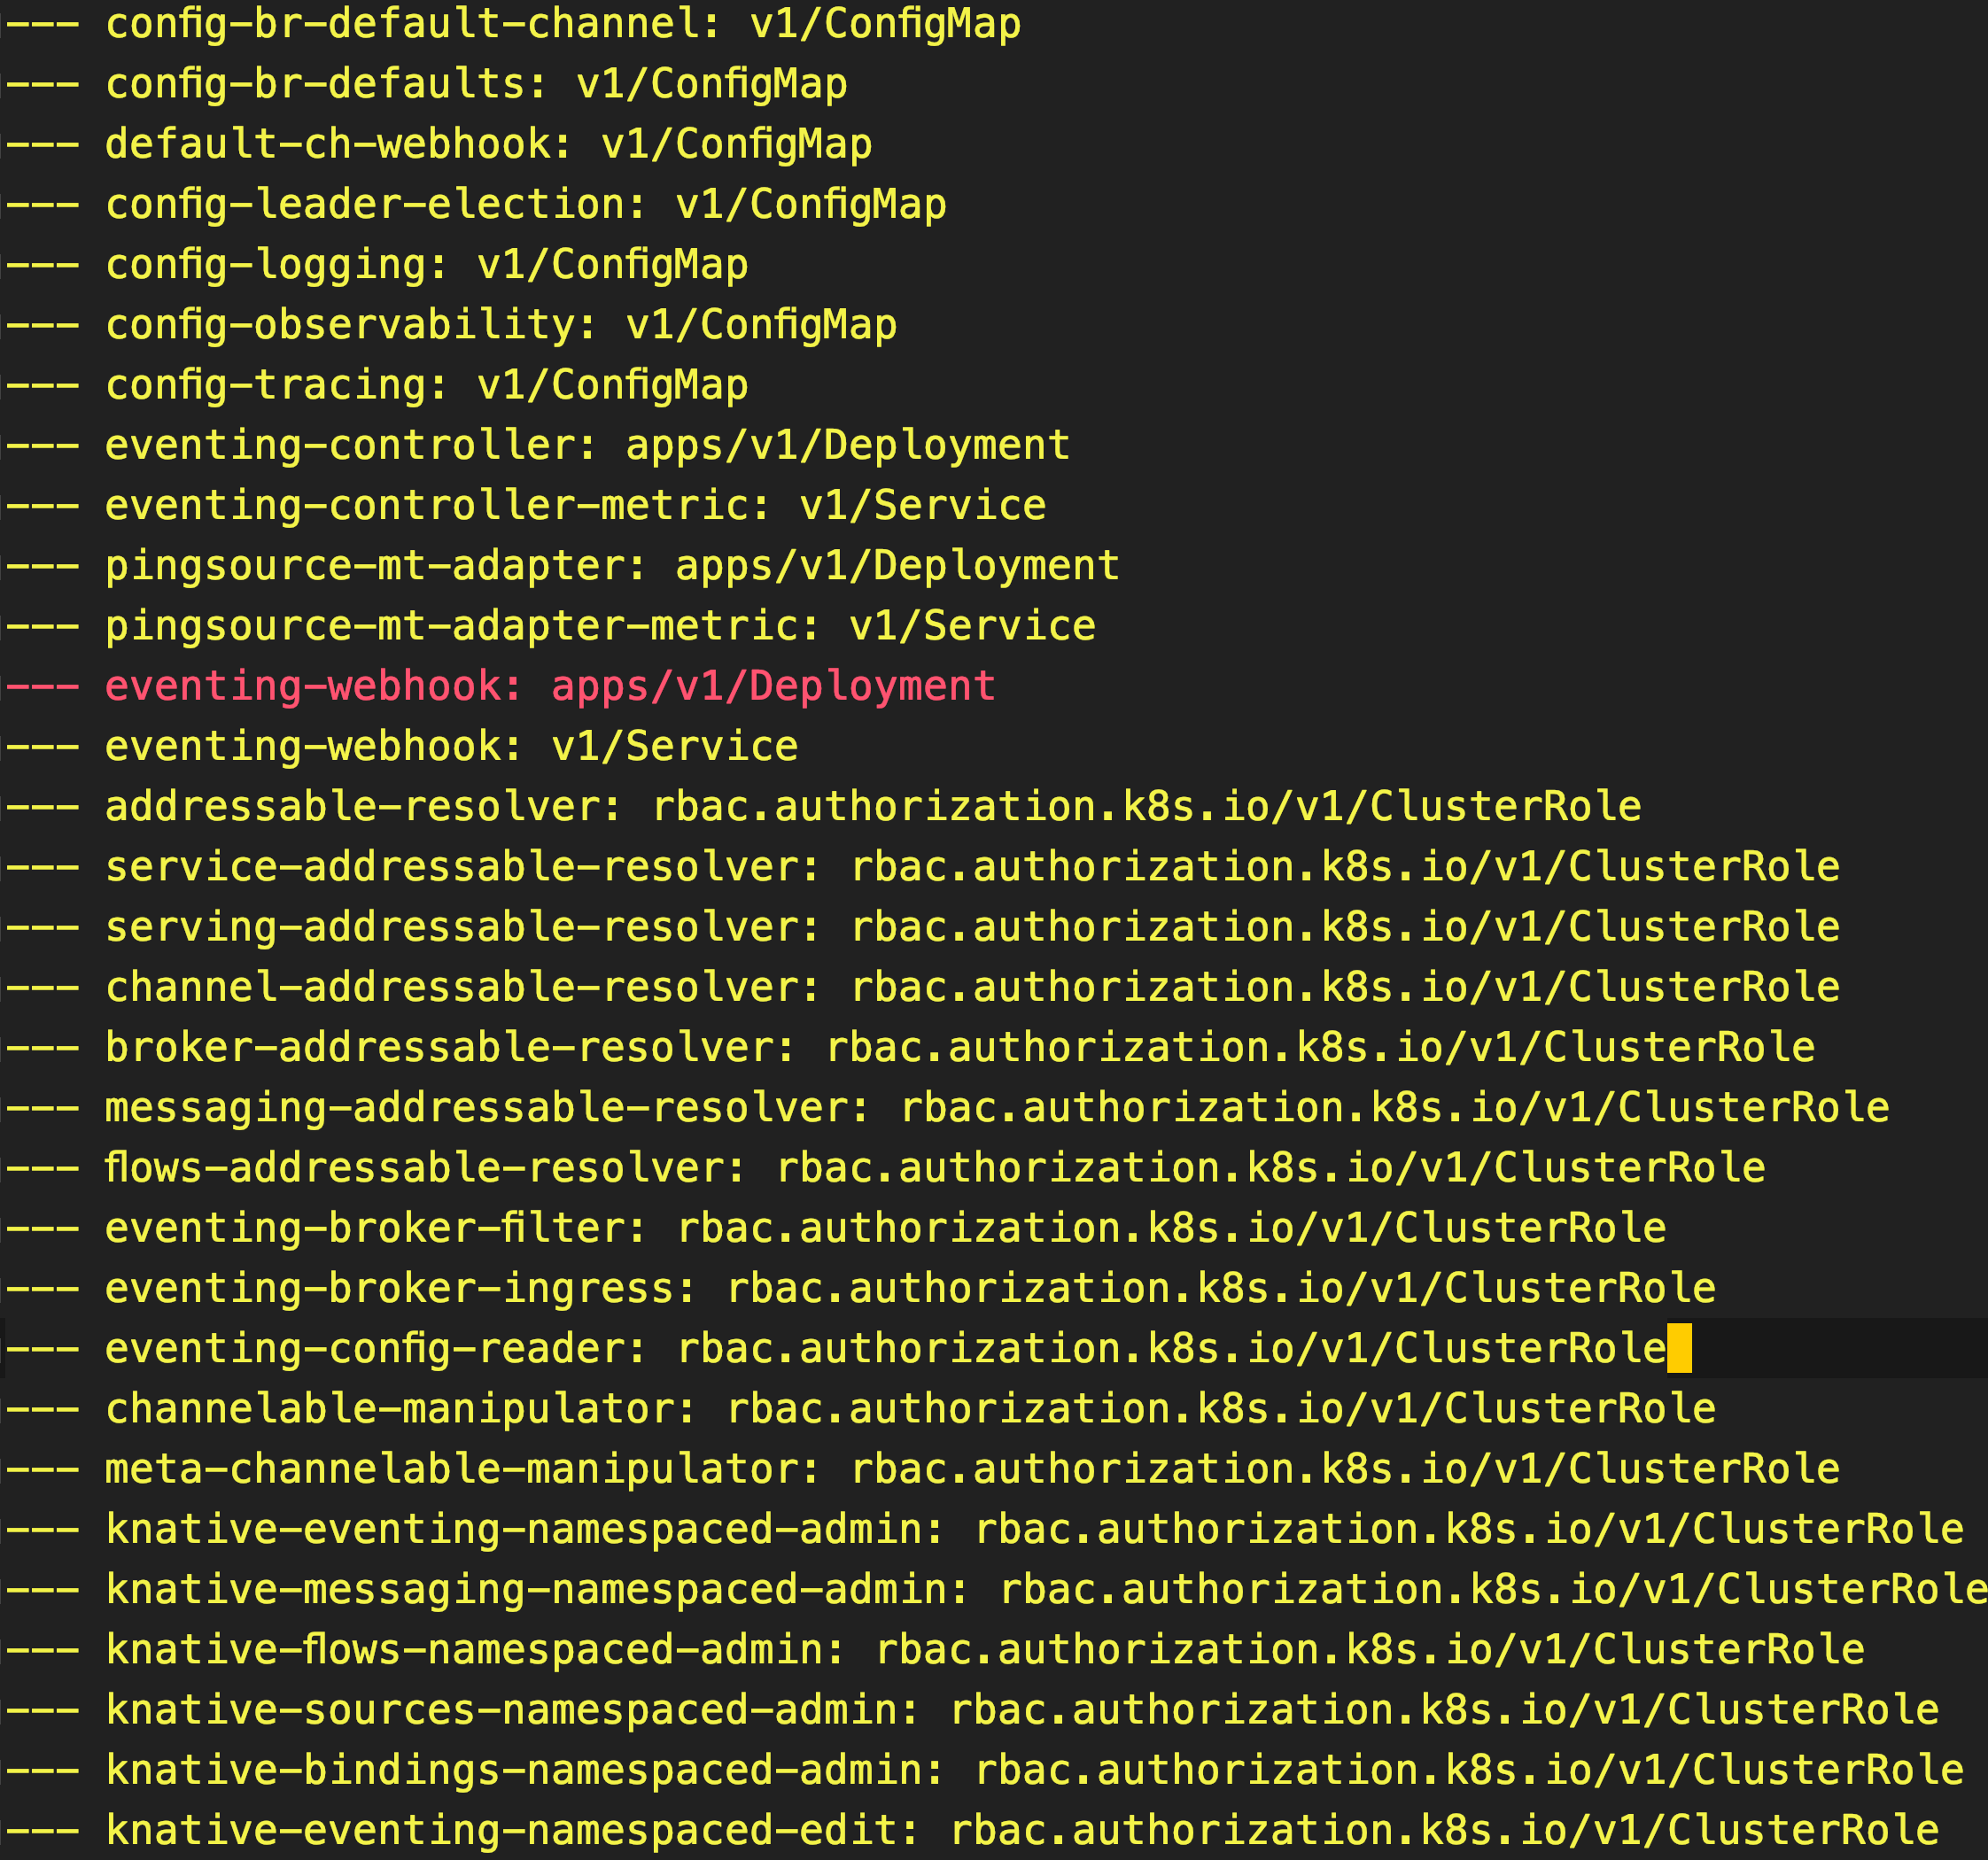 --- config-br-default-channel: v1/ConfigMap
--- config-br-defaults: v1/ConfigMap
--- default-ch-webhook: v1/ConfigMap
--- config-leader-election: v1/ConfigMap
--- config-logging: v1/ConfigMap
--- config-observability: v1/ConfigMap
--- config-tracing: v1/ConfigMap
--- eventing-controller: apps/v1/Deployment
--- eventing-controller-metric: v1/Service
--- pingsource-mt-adapter: apps/v1/Deployment
--- pingsource-mt-adapter-metric: v1/Service
--- eventing-webhook: apps/v1/Deployment
--- eventing-webhook: v1/Service
--- addressable-resolver: rbac.authorization.k8s.io/v1/ClusterRole
--- service-addressable-resolver: rbac.authorization.k8s.io/v1/ClusterRole
--- serving-addressable-resolver: rbac.authorization.k8s.io/v1/ClusterRole
--- channel-addressable-resolver: rbac.authorization.k8s.io/v1/ClusterRole
--- broker-addressable-resolver: rbac.authorization.k8s.io/v1/ClusterRole
--- messaging-addressable-resolver: rbac.authorization.k8s.io/v1/ClusterRole
--- flows-addressable-resolver: rbac.authorization.k8s.io/v1/ClusterRole
--- eventing-broker-filter: rbac.authorization.k8s.io/v1/ClusterRole
--- eventing-broker-ingress: rbac.authorization.k8s.io/v1/ClusterRole
--- eventing-config-reader: rbac.authorization.k8s.io/v1/ClusterRole
--- channelable-manipulator: rbac.authorization.k8s.io/v1/ClusterRole
--- meta-channelable-manipulator: rbac.authorization.k8s.io/v1/ClusterRole
--- knative-eventing-namespaced-admin: rbac.authorization.k8s.io/v1/ClusterRole
--- knative-messaging-namespaced-admin: rbac.authorization.k8s.io/v1/ClusterRole
--- knative-flows-namespaced-admin: rbac.authorization.k8s.io/v1/ClusterRole
--- knative-sources-namespaced-admin: rbac.authorization.k8s.io/v1/ClusterRole
--- knative-bindings-namespaced-admin: rbac.authorization.k8s.io/v1/ClusterRole
--- knative-eventing-namespaced-edit: rbac.authorization.k8s.io/v1/ClusterRole